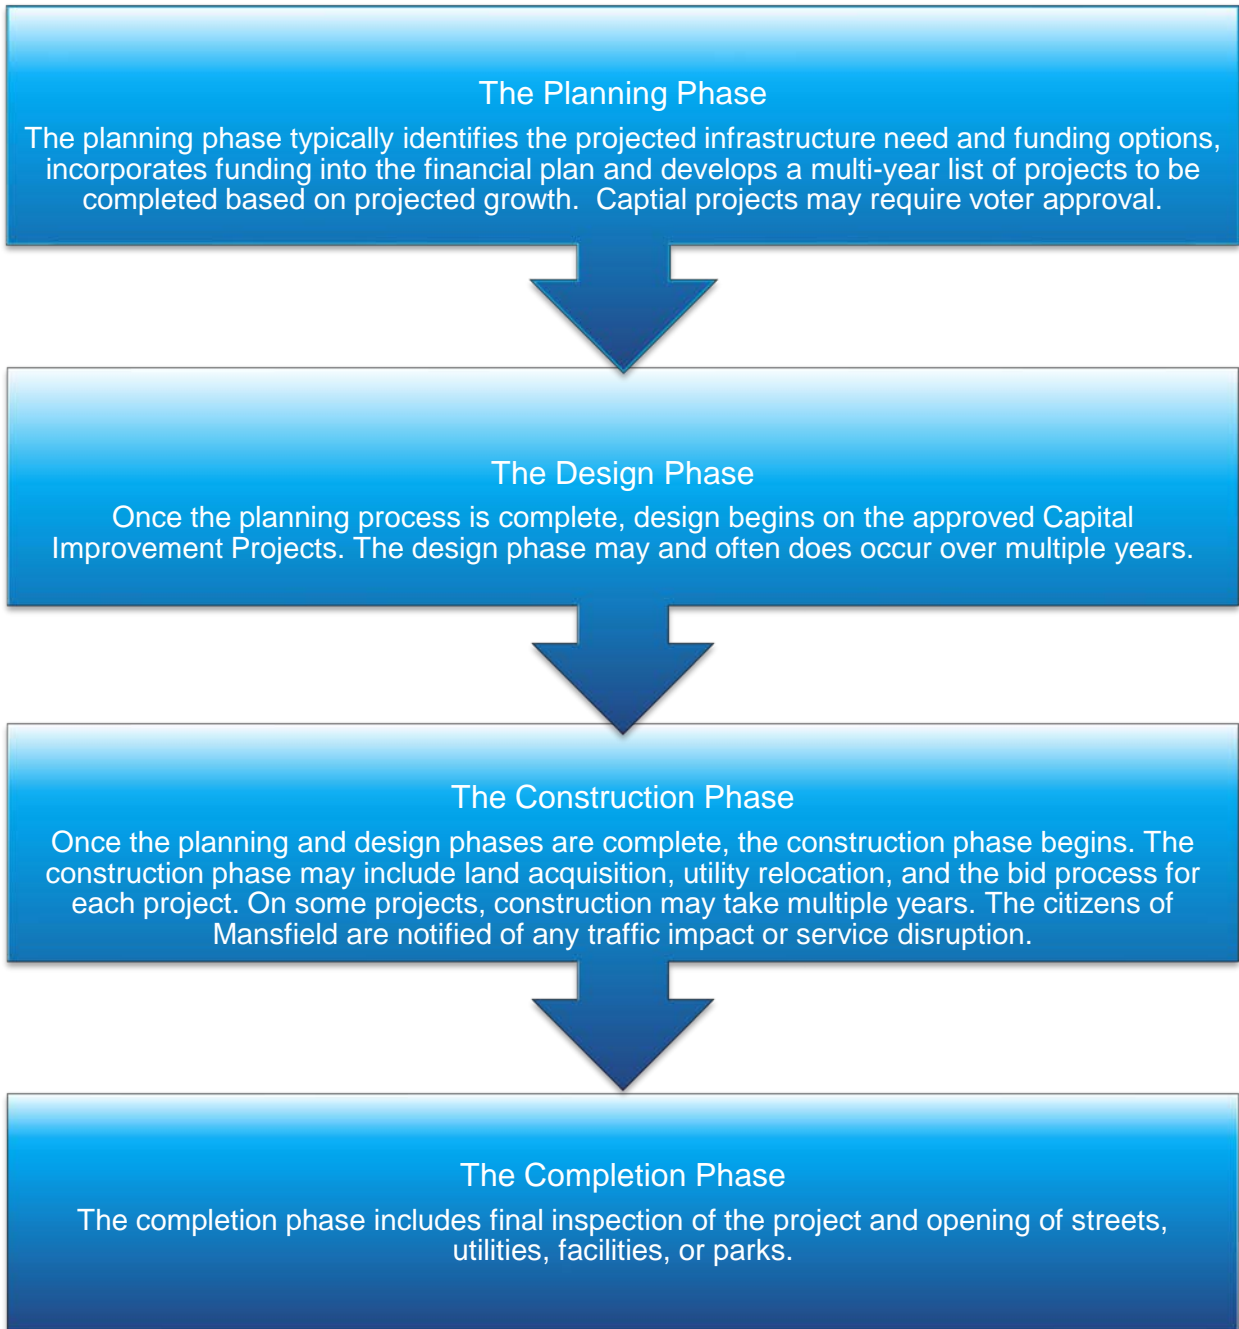 The Planning Phase
The planning phase typically identifies the projected infrastructure need and funding options,
incorporates funding into the financial plan and develops a multi-year list of projects to be
completed based on projected growth.  Captial projects may require voter approval.
The Design Phase
Once the planning process is complete, design begins on the approved Capital
Improvement Projects. The design phase may and often does occur over multiple years.
The Construction Phase
Once the planning and design phases are complete, the construction phase begins. The
construction phase may include land acquisition, utility relocation, and the bid process for
each project. On some projects, construction may take multiple years. The citizens of
Mansfield are notified of any traffic impact or service disruption.
The Completion Phase
The completion phase includes final inspection of the project and opening of streets,
utilities, facilities, or parks.